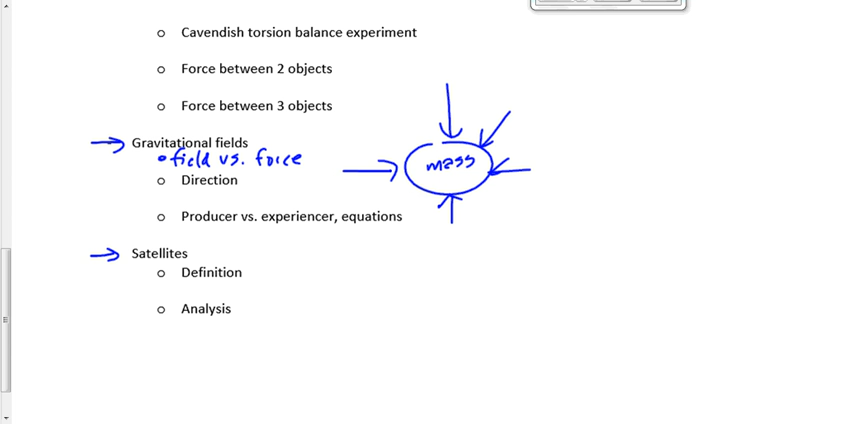 Cavendish torsion balance experiment
Force between 2 objects
Force between 3 objects
Gravitational fields
field vs. force
mass
Direction
Producer vs. experiencer, equations
Satellites
Definition
Analysis